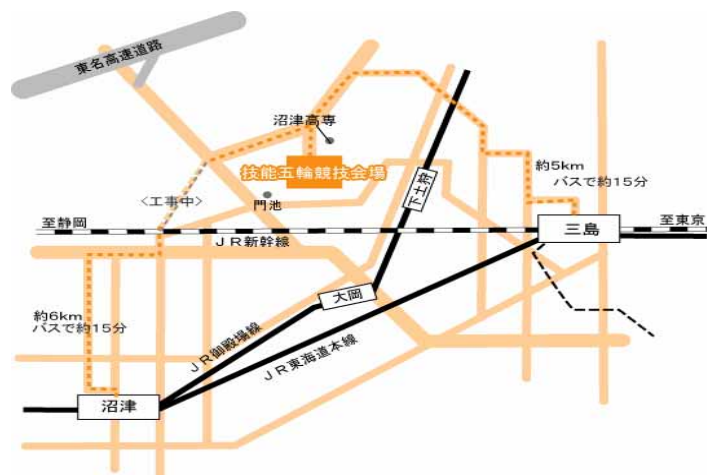 東名高速道路
沼津高専
技能五輪競技会場
<工事中>
門池
下土狩
約5km
バスで約15分
至静岡
JR新幹線
三島
至東京
大岡
約6km
バスで約15分
JR御殿場線
JR東海道本線
沼津